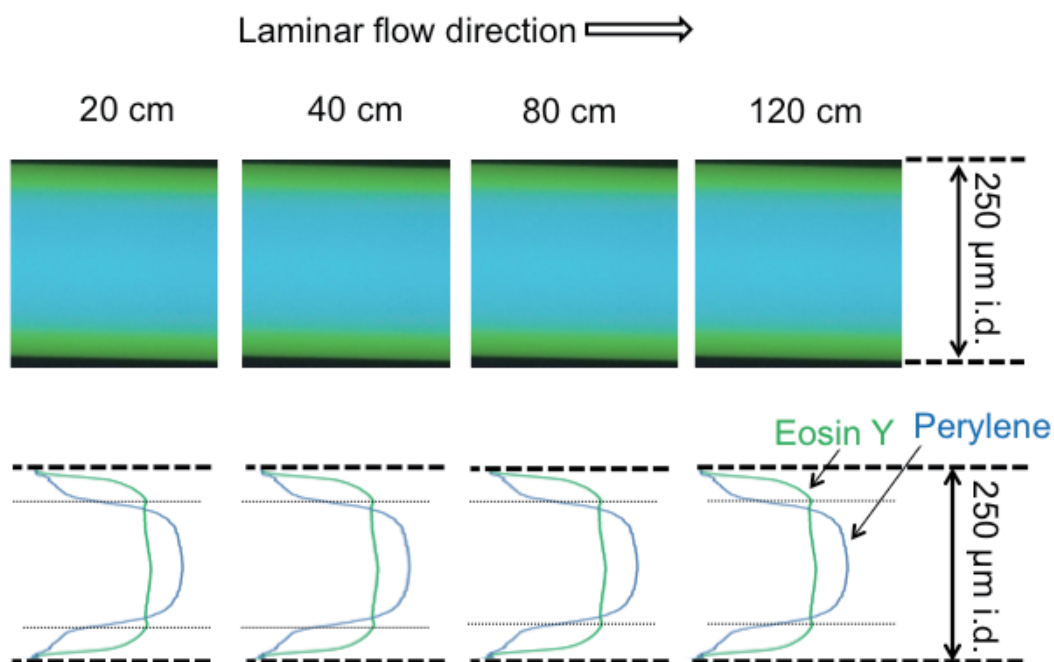 Laminar flow direction
20 cm
40 cm
80 cm
120 cm
250 µm i.d.
Eosin Y
Perylene
250 µm i.d.